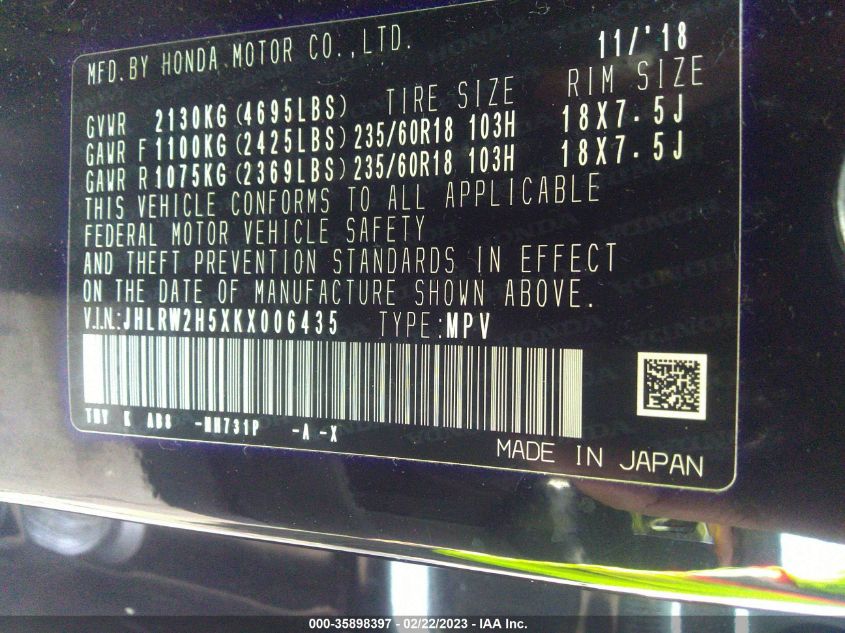 MFD.BY HONDA MOTOR CO.,LTD. 11/'18
TIRE SIZE RIM SIZE
GVWR 2130KG(4695LBS)
GAWR F1100KG(2425LBS)235/60R18 103H 18X7.5J
GAWR R1075KG(2369LBS)235/60R18 103H 18X7.5J
THIS VEHICLE CONFORMS TO ALL APPLICABLE
FEDERAL MOTOR VEHICLE SAFETY
AND THEFT PREVENTION STANDARDS IN EFFECT
ON THE DATE OF MANUFACTURE SHOWN ABOVE.
V.I.N.:JHLRW2H5XKX006435 TYPE:MPV
K ABS -NH731P -A -X
MADE IN JAPAN
000-35898397 - 02/22/2023 - IAA Inc.